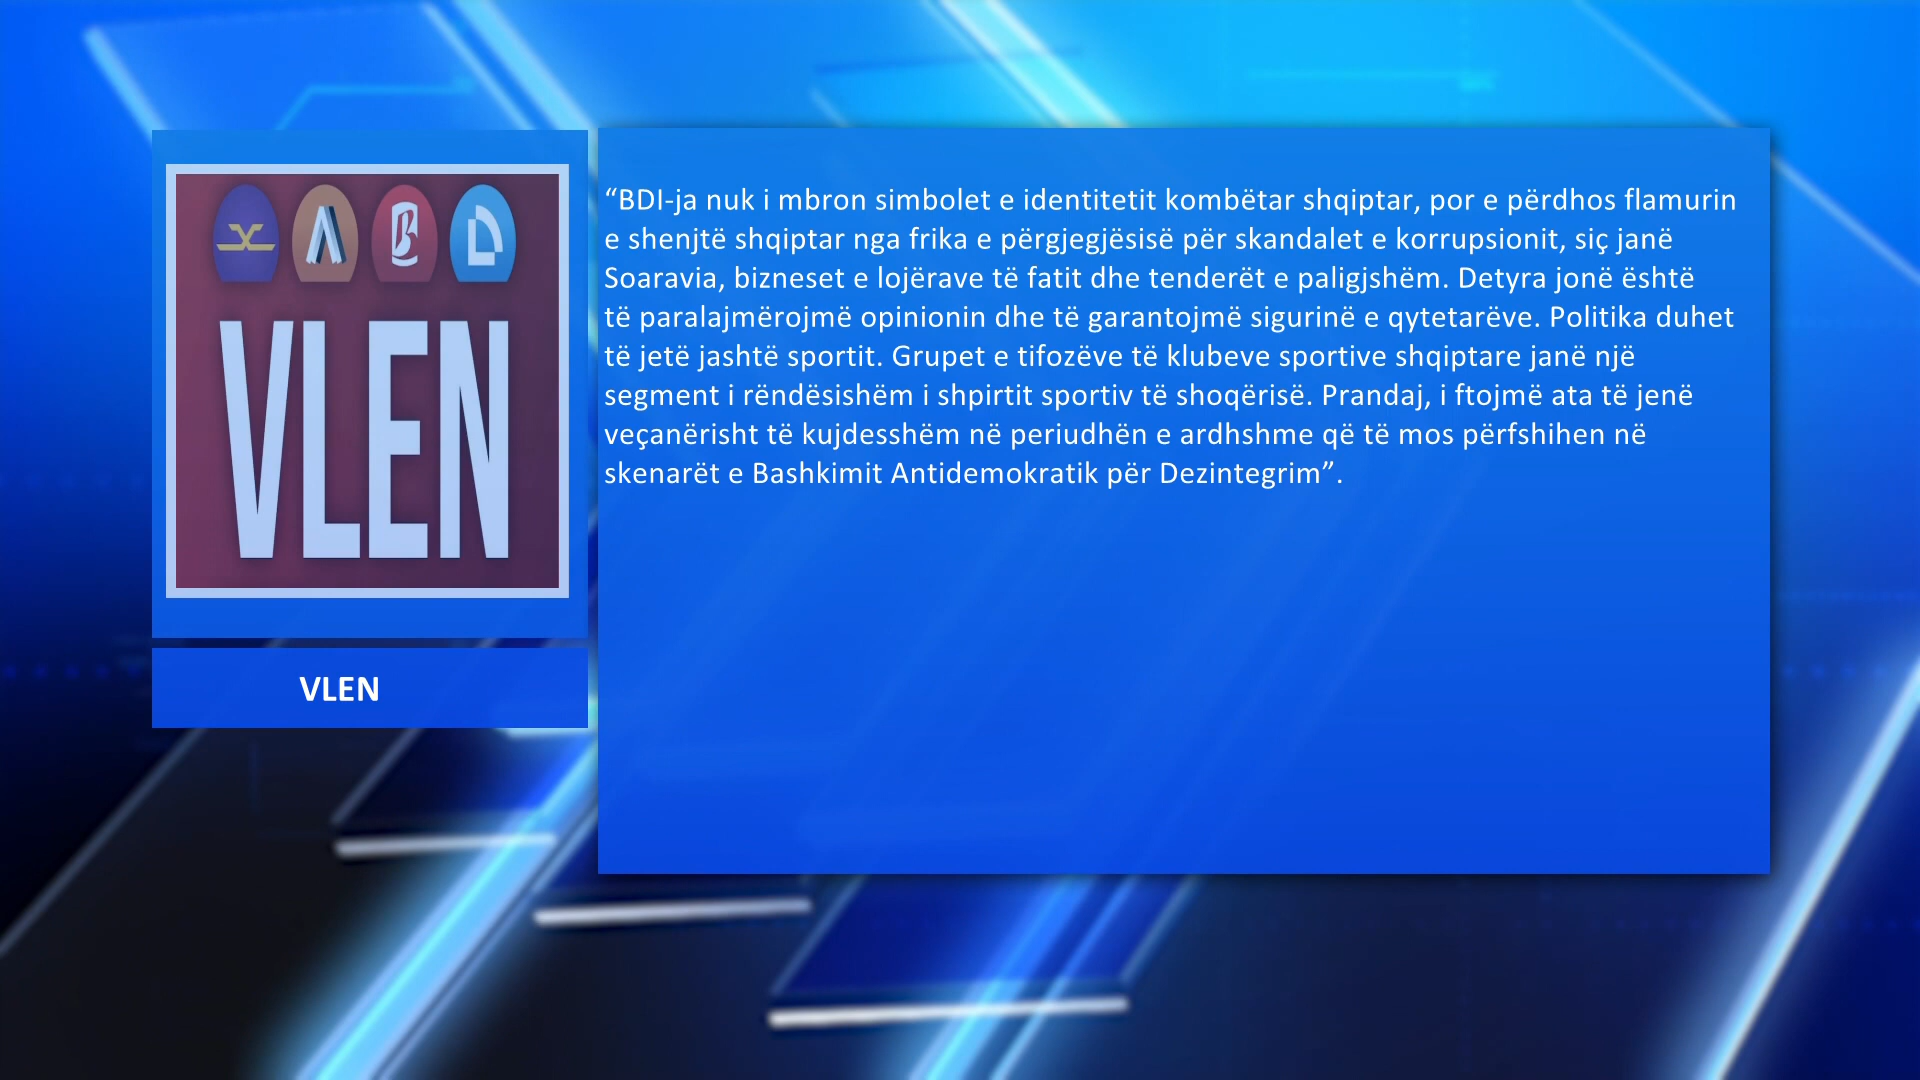 VLEN
VLEN
“BDI-ja nuk i mbron simbolet e identitetit kombëtar shqiptar, por e përdhos flamurin
e shenjtë shqiptar nga frika e përgjegjësisë për skandalet e korrupsionit, siç janë
Soaravia, bizneset e lojërave të fatit dhe tenderët e paligjshëm. Detyra jonë është
të paralajmërojmë opinionin dhe të garantojmë sigurinë e qytetarëve. Politika duhet
të jetë jashtë sportit. Grupet e tifozëve të klubeve sportive shqiptare janë një
segment i rëndësishëm i shpirtit sportiv të shoqërisë. Prandaj, i ftojmë ata të jenë
veçanërisht të kujdesshëm në periudhën e ardhshme që të mos përfshihen në
skenarët e Bashkimit Antidemokratik për Dezintegrim”.